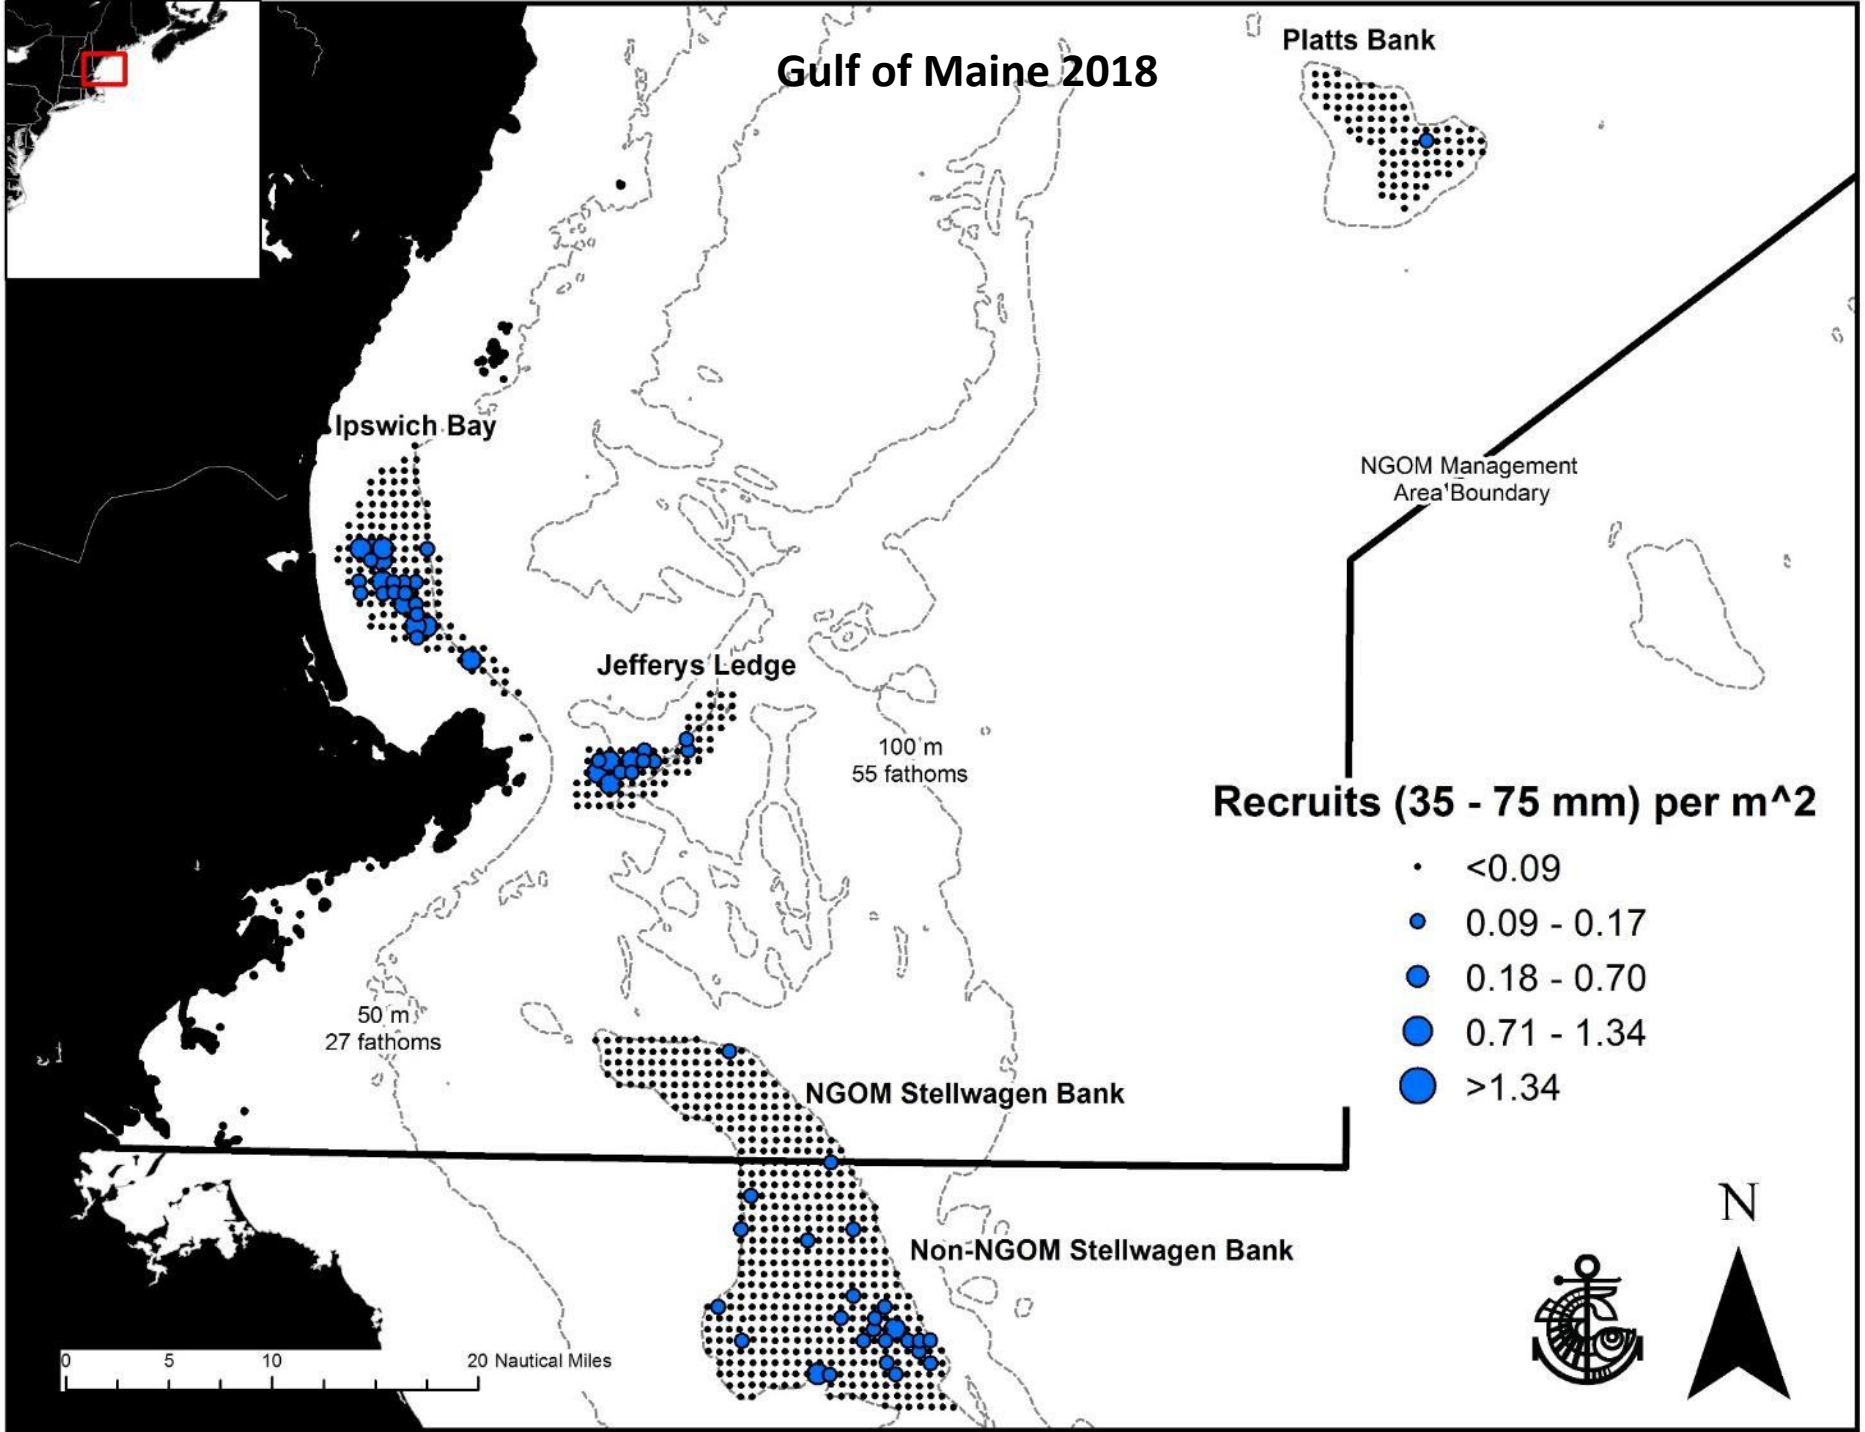 Gulf of Maine 2018
Platts Bank
Ipswich Bay
NGOM Management
Area Boundary
Jefferys Ledge
100 m
55 fathoms
Recruits (35 - 75 mm) per m^2
<0.09
0.09 - 0.17
0.18 - 0.70
0.71 - 1.34
>1.34
50 m
27 fathoms
NGOM Stellwagen Bank
Non-NGOM Stellwagen Bank
N
0 5 10 20 Nautical Miles